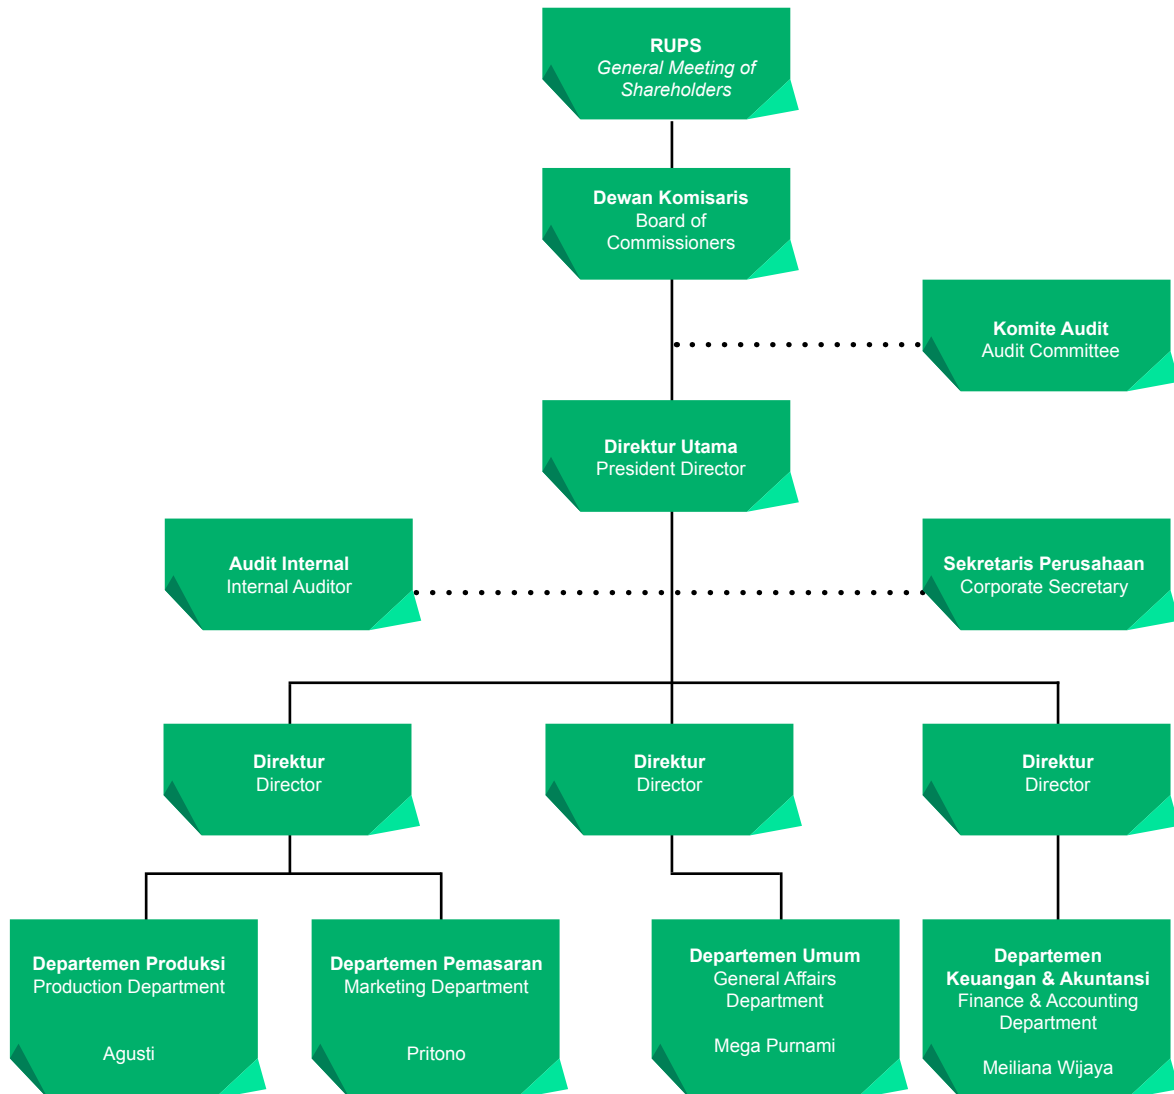 RUPS
General Meeting of
Shareholders
Dewan Komisaris
Board of
Commissioners
Komite Audit
Audit Committee
Direktur Utama
President Director
Audit Internal
Internal Auditor
Sekretaris Perusahaan
Corporate Secretary
Direktur
Director
Direktur
Director
Direktur
Director
Departemen Produksi
Production Department
Agusti
Departemen Pemasaran
Marketing Department
Pritono
Departemen Umum
General Affairs
Department
Mega Purnami
Departemen
Keuangan & Akuntansi
Finance & Accounting
Department
Meiliana Wijaya